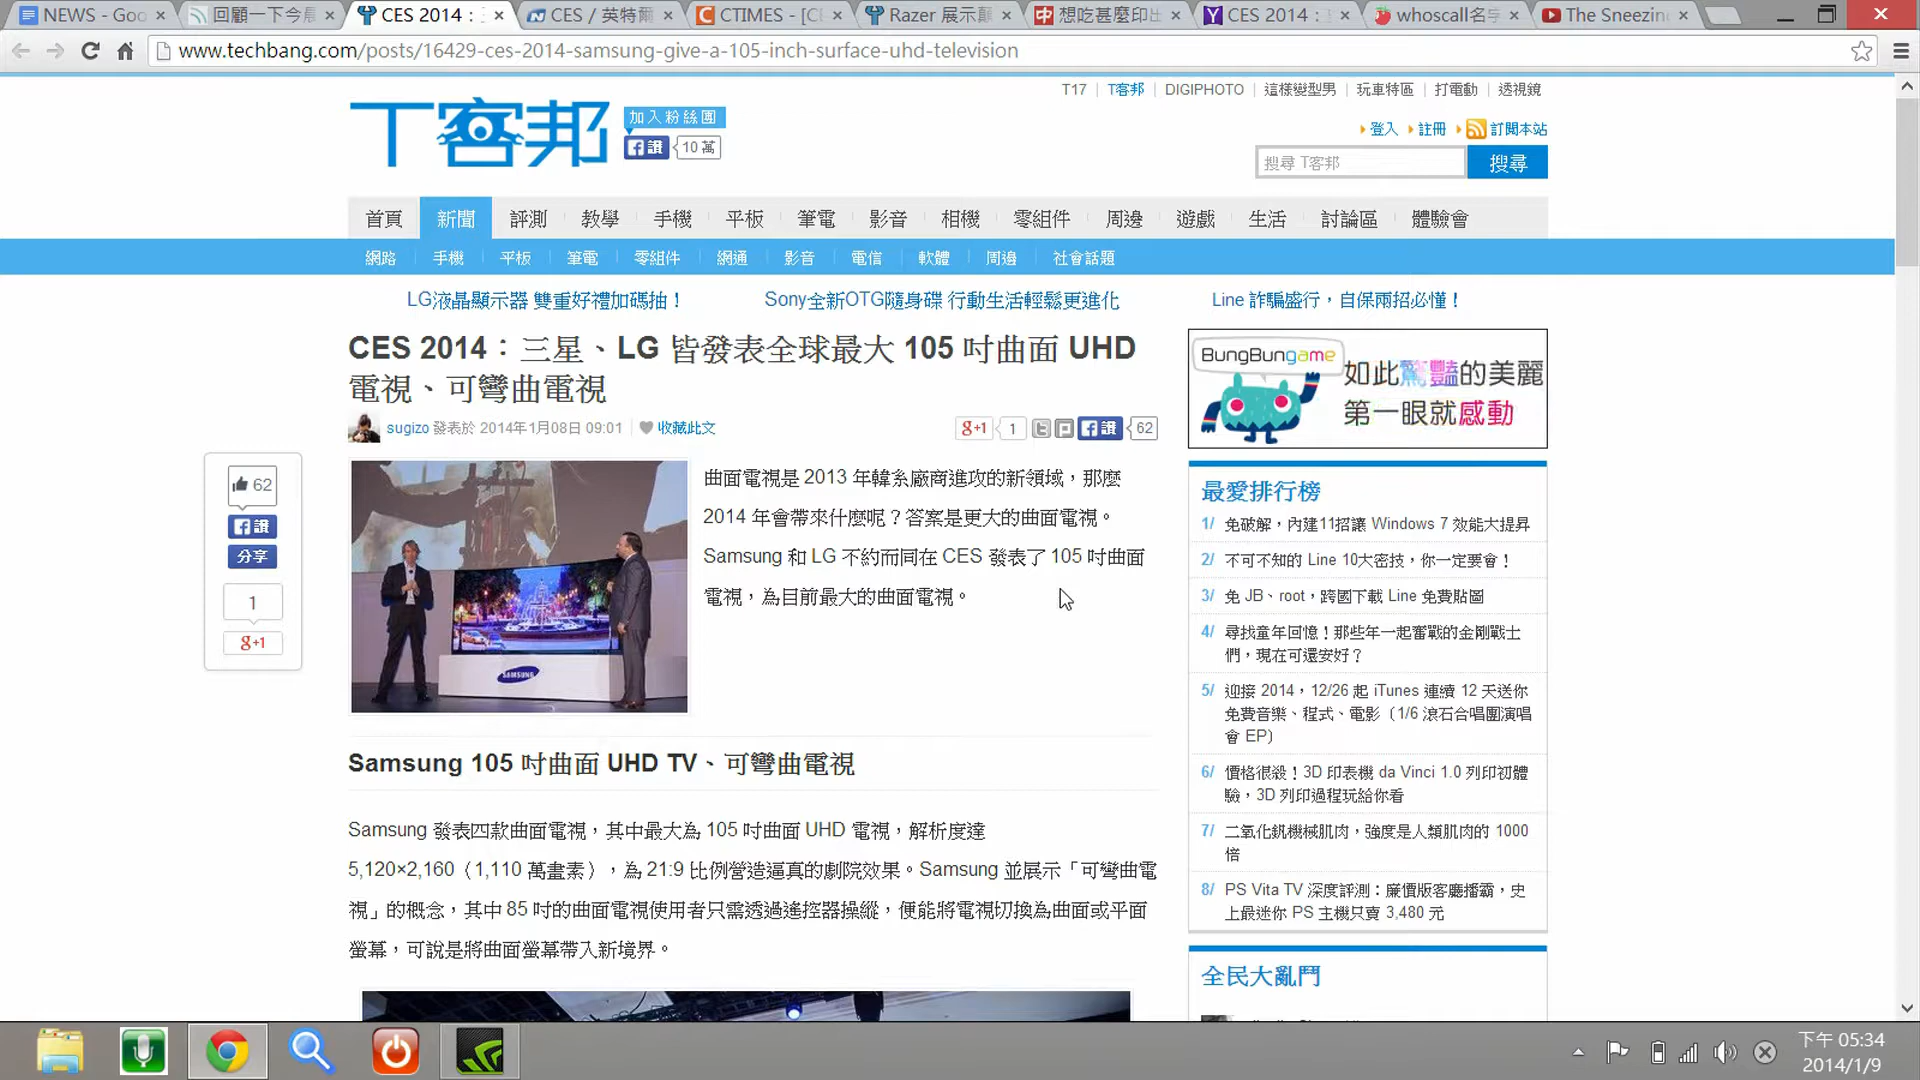 NEWS - Goo
回顧一下今
CES 2014：三
CES / 英特爾
CTIMES - [C
Razer 展示
想吃甚麼印出
CES 2014：
whoscall名字
The Sneezin
www.techbang.com/posts/16429-ces-2014-samsung-give-a-105-inch-surface-uhd-television
T17 | T客邦 | DIGIPHOTO | 這樣變型男 | 玩車特區 | 打電動 | 透視鏡
T客邦
加入粉絲團
讚 10 萬
登入 註冊 訂閱本站
搜尋 T客邦 搜尋
首頁 新聞 評測 教學 手機 平板 筆電 影音 相機 零組件 周邊 遊戲 生活 討論區 體驗會
網路 手機 平板 筆電 零組件 網通 影音 電信 軟體 周邊 社會話題
LG液晶顯示器 雙重好禮加碼抽！
Sony全新OTG隨身碟 行動生活輕鬆更進化
Line 詐騙盛行，自保兩招必懂！
CES 2014：三星、LG 皆發表全球最大 105 吋曲面 UHD
電視、可彎曲電視
sugizo 發表於 2014年1月08日 09:01 收藏此文
g+1 1 讚 62
62
讚
分享
1
g+1
SAMSUNG
曲面電視是 2013 年韓系廠商進攻的新領域，那麼
2014 年會帶來什麼呢？答案是更大的曲面電視。
Samsung 和 LG 不約而同在 CES 發表了 105 吋曲面
電視，為目前最大的曲面電視。
Samsung 105 吋曲面 UHD TV、可彎曲電視
Samsung 發表四款曲面電視，其中最大為 105 吋曲面 UHD 電視，解析度達
5,120×2,160（1,110 萬畫素），為 21:9 比例營造逼真的劇院效果。Samsung 並展示「可彎曲電
視」的概念，其中 85 吋的曲面電視使用者只需透過遙控器操縱，便能將電視切換為曲面或平面
螢幕，可說是將曲面螢幕帶入新境界。
BungBungame
如此驚豔的美麗
第一眼就感動
最愛排行榜
1/ 免破解，內建11招讓 Windows 7 效能大提昇
2/ 不可不知的 Line 10大密技，你一定要會！
3/ 免 JB、root，跨國下載 Line 免費貼圖
4/ 尋找童年回憶！那些年一起奮戰的金剛戰士
們，現在可還安好？
5/ 迎接 2014，12/26 起 iTunes 連續 12 天送你
免費音樂、程式、電影（1/6 滾石合唱團演唱
會 EP）
6/ 價格很殺！3D 印表機 da Vinci 1.0 列印初體
驗，3D 列印過程玩給你看
7/ 二氧化釩機械肌肉，強度是人類肌肉的 1000
倍
8/ PS Vita TV 深度評測：廉價版客廳播霸，史
上最迷你 PS 主機只賣 3,480 元
全民大亂鬥
下午 05:34
2014/1/9